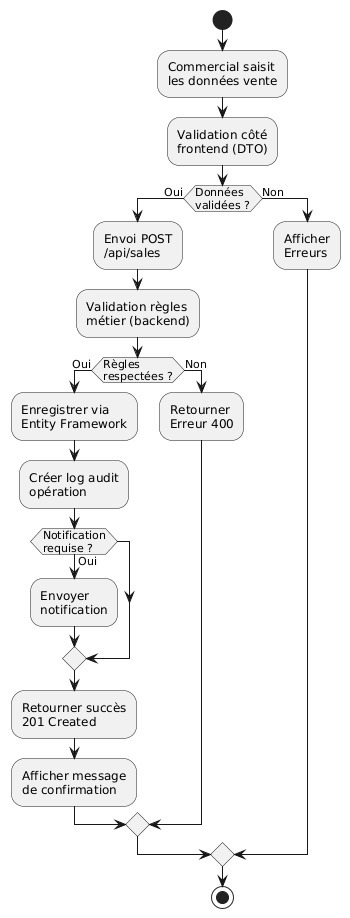 Commercial saisit
les données vente
Validation côté
frontend (DTO)
Oui
Données
validées ?
Non
Envoi POST
/api/sales
Afficher
Erreurs
Validation règles
métier (backend)
Oui
Règles
respectées ?
Non
Enregistrer via
Entity Framework
Retourner
Erreur 400
Créer log audit
opération
Notification
requise ?
Oui
Envoyer
notification
Retourner succès
201 Created
Afficher message
de confirmation